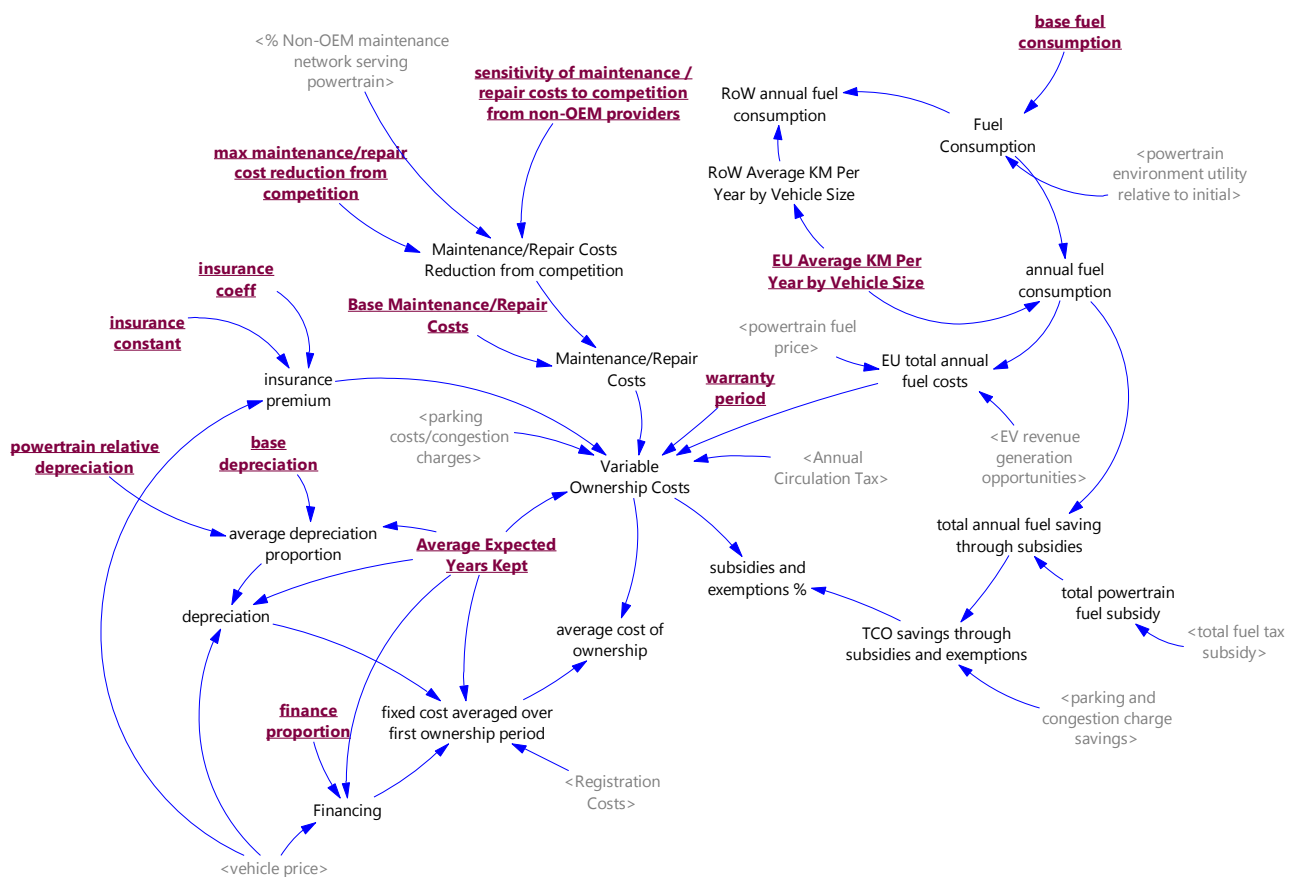 base fuel
consumption
<% Non-OEM maintenance
network serving
powertrain>
sensitivity of maintenance /
repair costs to competition
from non-OEM providers
RoW annual fuel
consumption
Fuel
Consumption
max maintenance/repair
cost reduction from
competition
<powertrain
environment utility
relative to initial>
RoW Average KM Per
Year by Vehicle Size
Maintenance/Repair Costs
Reduction from competition
EU Average KM Per
Year by Vehicle Size
annual fuel
consumption
insurance
coeff
Base Maintenance/Repair
Costs
insurance
constant
<powertrain fuel
price>
Maintenance/Repair
Costs
EU total annual
fuel costs
insurance
premium
warranty
period
<parking
costs/congestion
charges>
powertrain relative
depreciation
base
depreciation
<EV revenue
generation
opportunities>
Variable
Ownership Costs
<Annual
Circulation Tax>
average depreciation
proportion
Average Expected
Years Kept
total annual fuel saving
through subsidies
subsidies and
exemptions %
depreciation
total powertrain
fuel subsidy
average cost of
ownership
TCO savings through
subsidies and exemptions
<total fuel tax
subsidy>
finance
proportion
fixed cost averaged over
first ownership period
<parking and
congestion charge
savings>
<Registration
Costs>
Financing
<vehicle price>